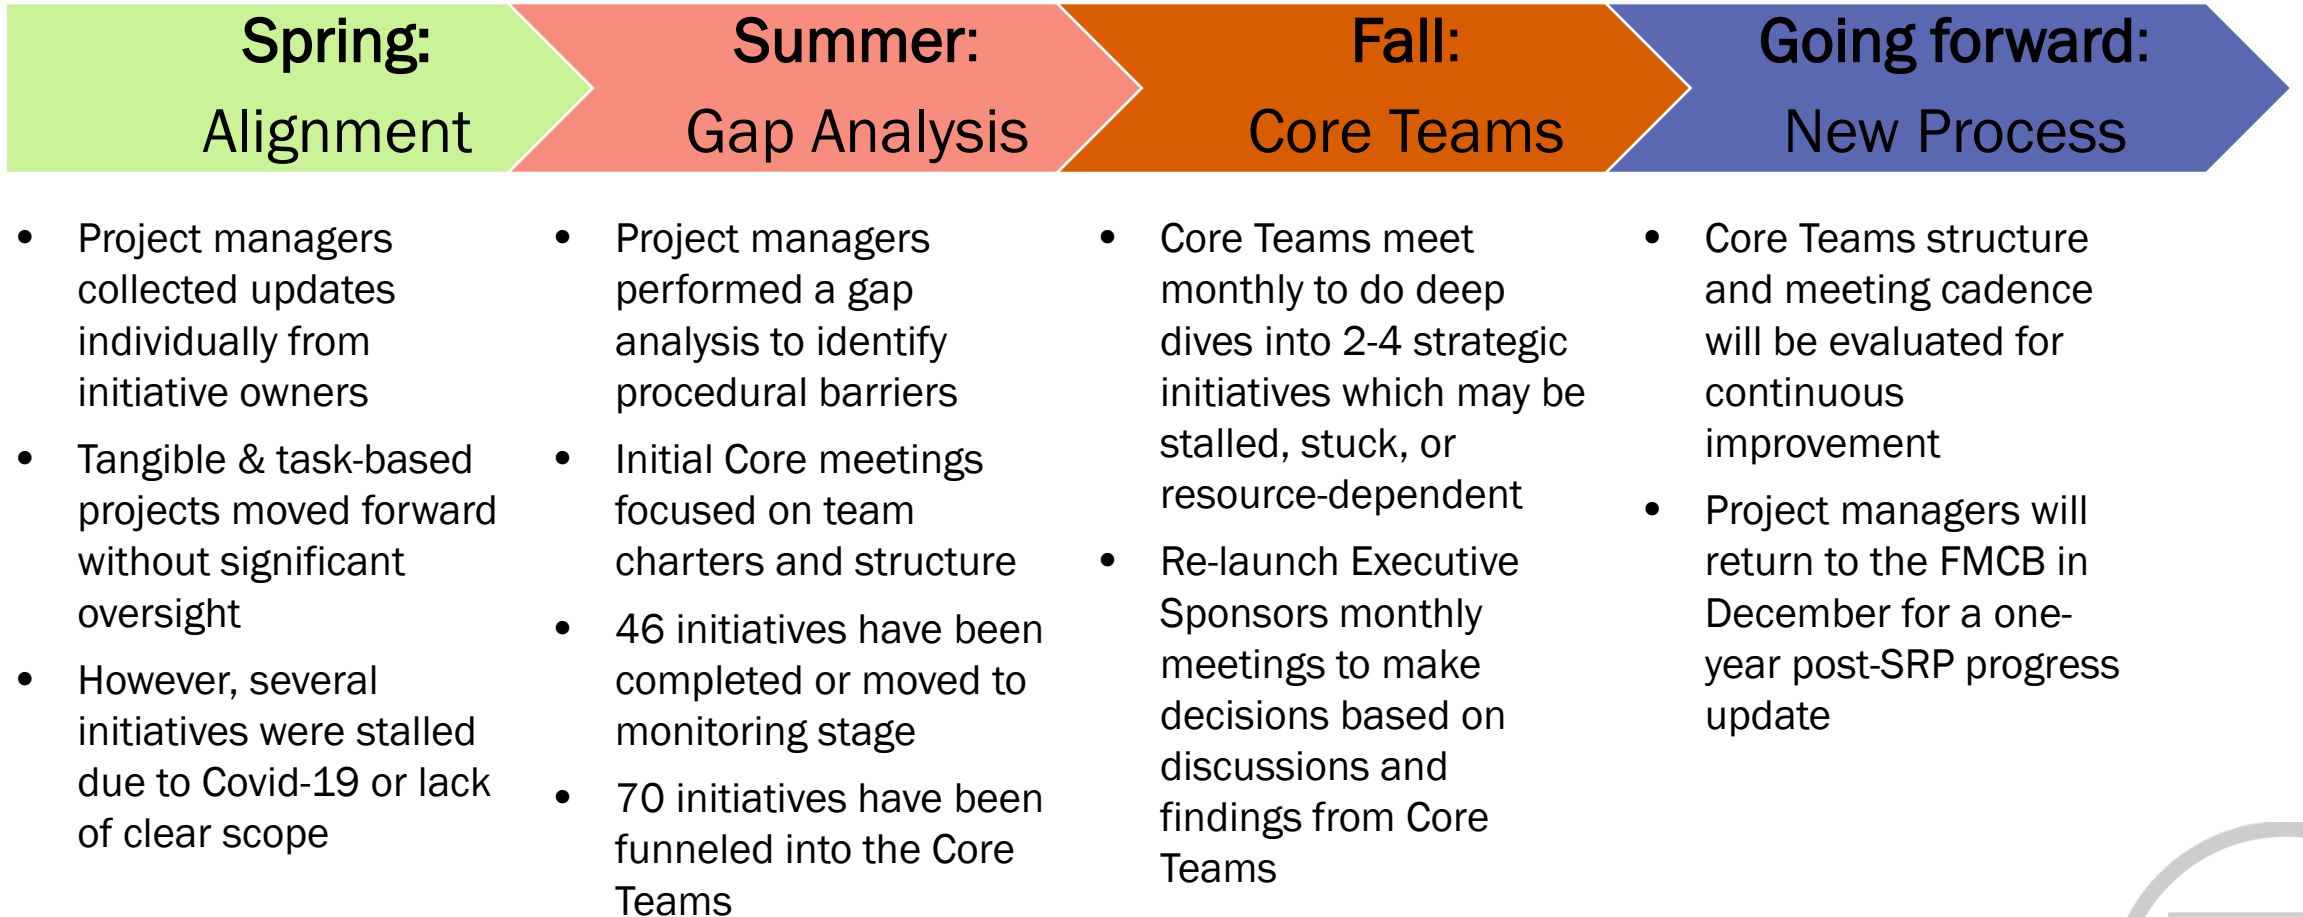 Spring:
Alignment
Summer:
Gap Analysis
Fall:
Core Teams
Going forward:
New Process
• Project managers
collected updates
individually from
initiative owners
• Tangible & task-based
projects moved forward
without significant
oversight
• However, several
initiatives were stalled
due to Covid-19 or lack
of clear scope
• Project managers
performed a gap
analysis to identify
procedural barriers
• Initial Core meetings
focused on team
charters and structure
• 46 initiatives have been
completed or moved to
monitoring stage
• 70 initiatives have been
funneled into the Core
Teams
• Core Teams meet
monthly to do deep
dives into 2-4 strategic
initiatives which may be
stalled, stuck, or
resource-dependent
• Re-launch Executive
Sponsors monthly
meetings to make
decisions based on
discussions and
findings from Core
Teams
• Core Teams structure
and meeting cadence
will be evaluated for
continuous
improvement
• Project managers will
return to the FMCB in
December for a one-
year post-SRP progress
update